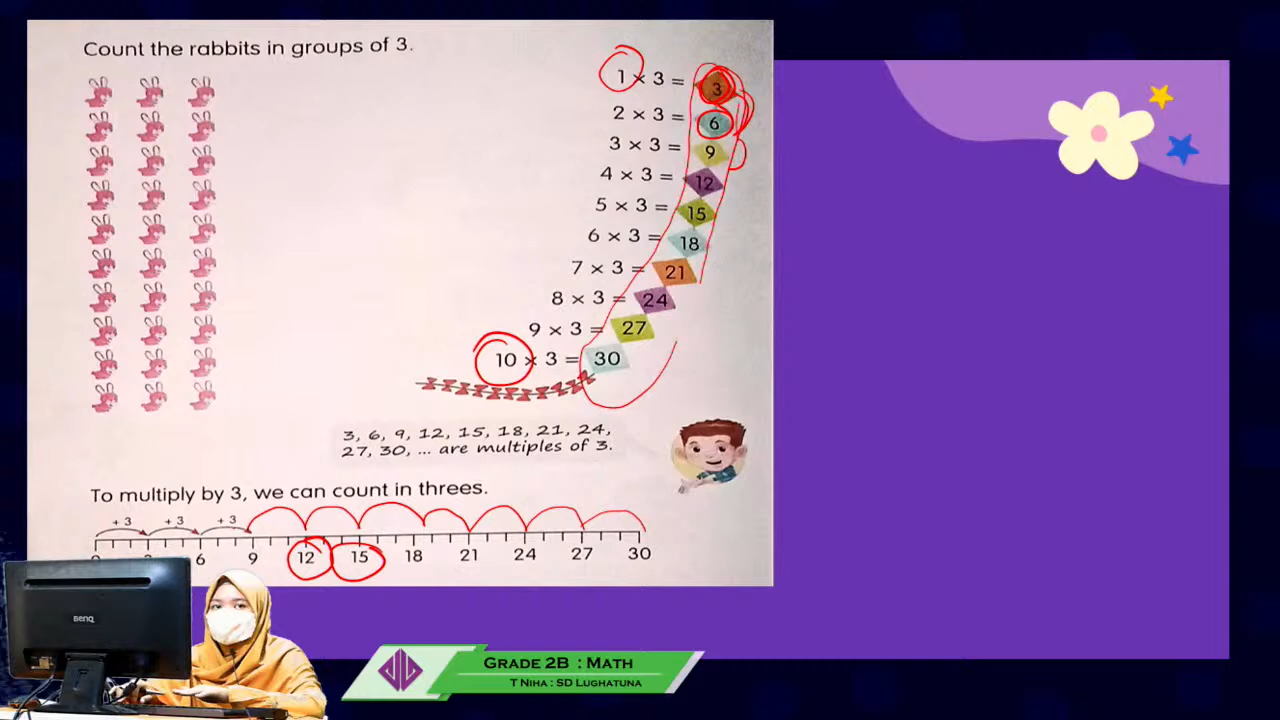 Count the rabbits in groups of 3.
1 × 3 = 3
2 × 3 = 6
3 × 3 = 9
4 × 3 = 12
5 × 3 = 15
6 × 3 = 18
7 × 3 = 21
8 × 3 = 24
9 × 3 = 27
10 × 3 = 30
3, 6, 9, 12, 15, 18, 21, 24,
27, 30, ... are multiples of 3.
To multiply by 3, we can count in threes.
+ 3 + 3 + 3
6 9 12 15 18 21 24 27 30
BENQ
GRADE 2B : MATH
T NIHA : SD LUGHATUNA